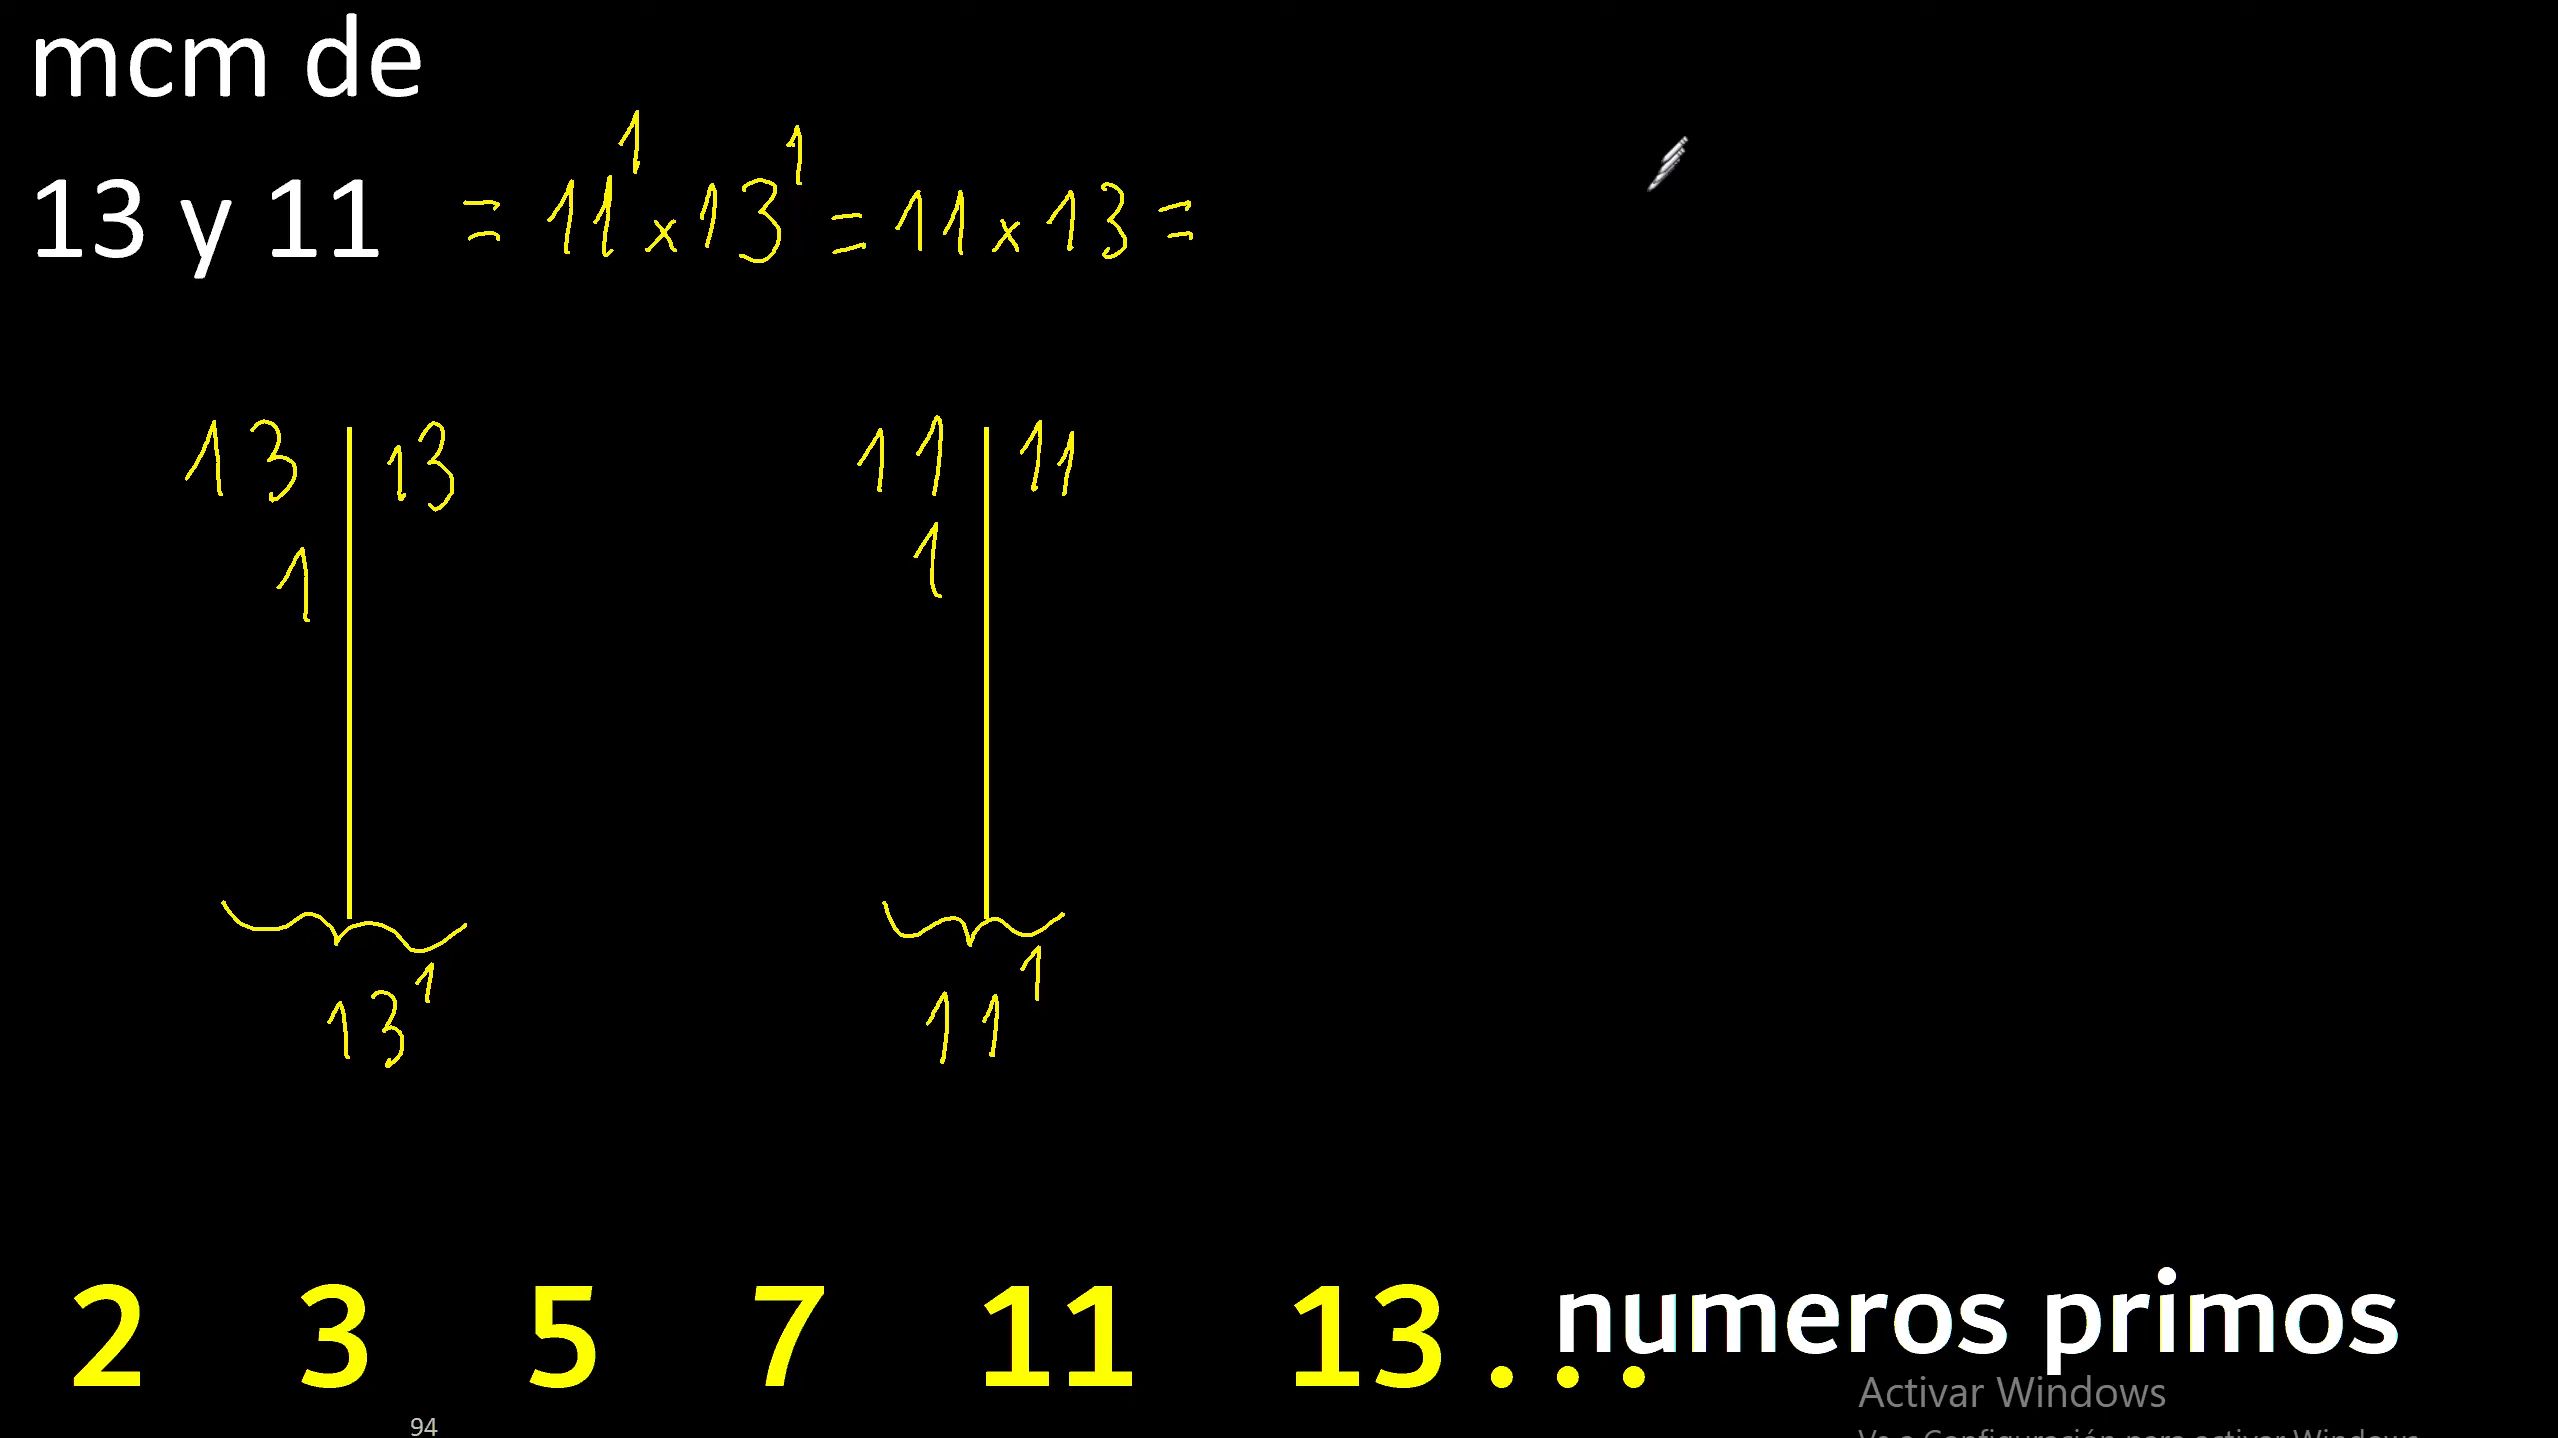 mcm de
13 y 11 = 11¹ x 13¹ = 11 x 13 =
13 | 13
1
11 | 11
1
13¹
11¹
2 3 5 7 11 13 ... numeros primos
Activar Windows
94